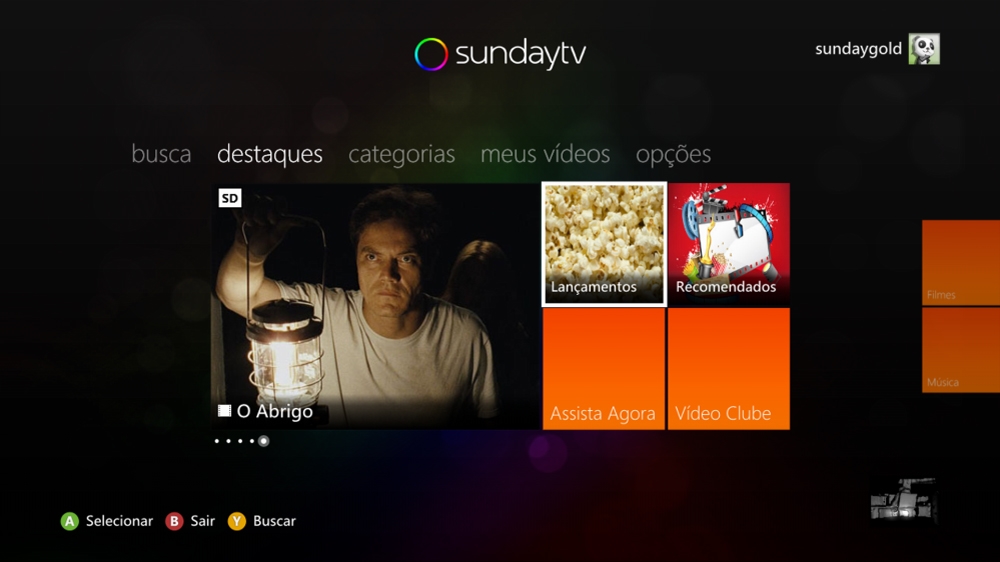 sundaytv
sundaygold
busca destaques categorias meus vídeos opções
SD
Lançamentos
Recomendados
Filmes
O Abrigo
Assista Agora
Vídeo Clube
Música
A Selecionar B Sair Y Buscar